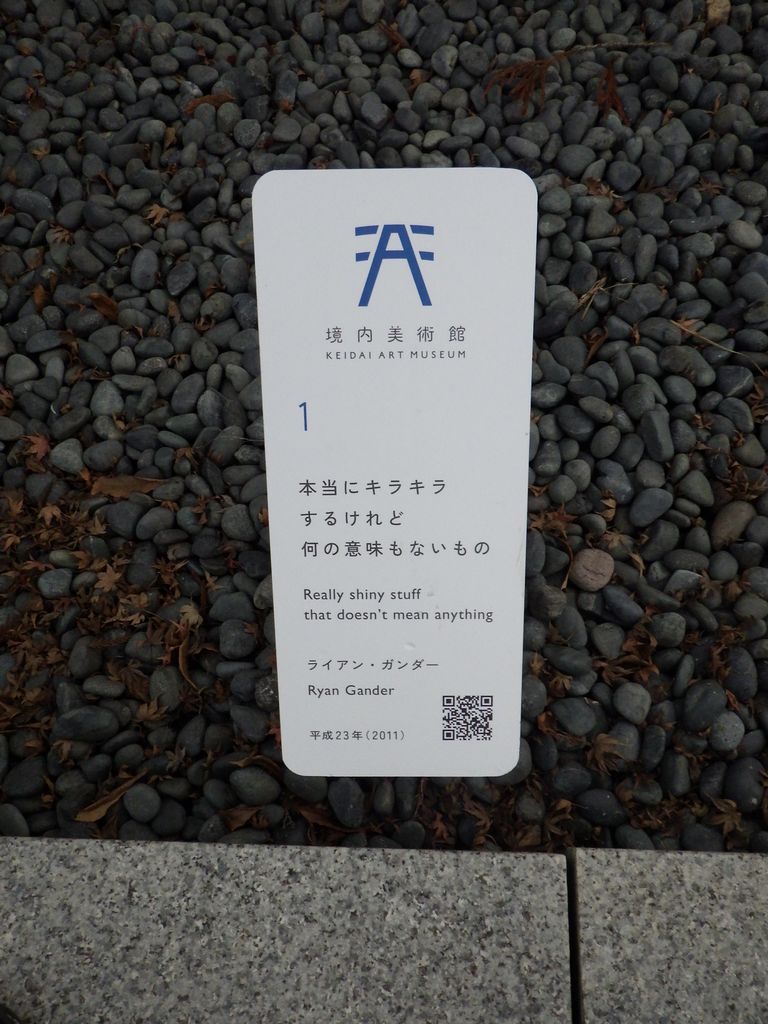 境内美術館
KEIDAI ART MUSEUM
1
本当にキラキラ
するけれど
何の意味もないもの
Really shiny stuff
that doesn't mean anything
ライアン・ガンダー
Ryan Gander
平成23年(2011)